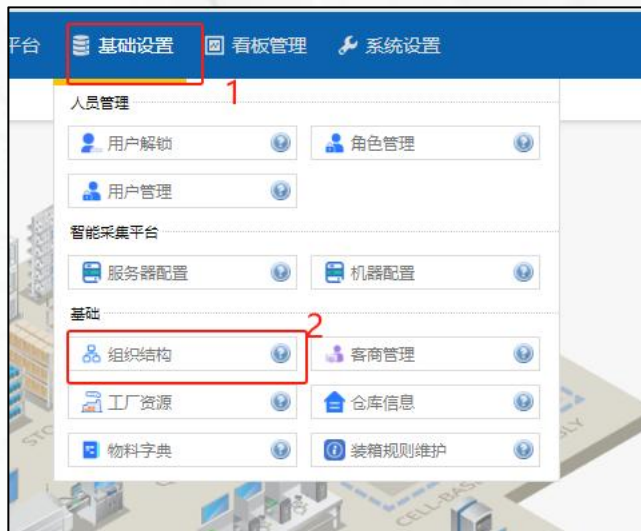 平台 基础设置 看板管理 系统设置
1
人员管理
用户解锁 角色管理
用户管理
智能采集平台
服务器配置 机器配置
基础
2
组织结构 客商管理
工厂资源 仓库信息
物料字典 装箱规则维护
CELL-BASE